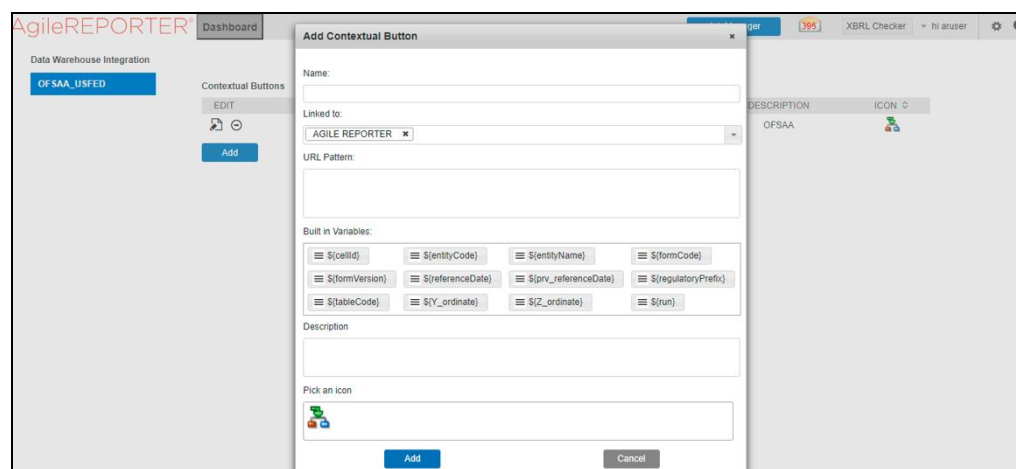 AgileREPORTER® Dashboard
Add Contextual Button
395
XBRL Checker
hi aruser
Data Warehouse Integration
OFSAA_USFED
Contextual Buttons
EDIT
DESCRIPTION
ICON
OFSAA
Add
Name:
Linked to:
AGILE REPORTER
URL Pattern:
Built in Variables:
${cellId} ${entityCode} ${entityName} ${formCode}
${formVersion} ${referenceDate} ${prv_referenceDate} ${regulatoryPrefix}
${tableCode} ${Y_ordinate} ${Z_ordinate} ${run}
Description
Pick an icon
Add Cancel